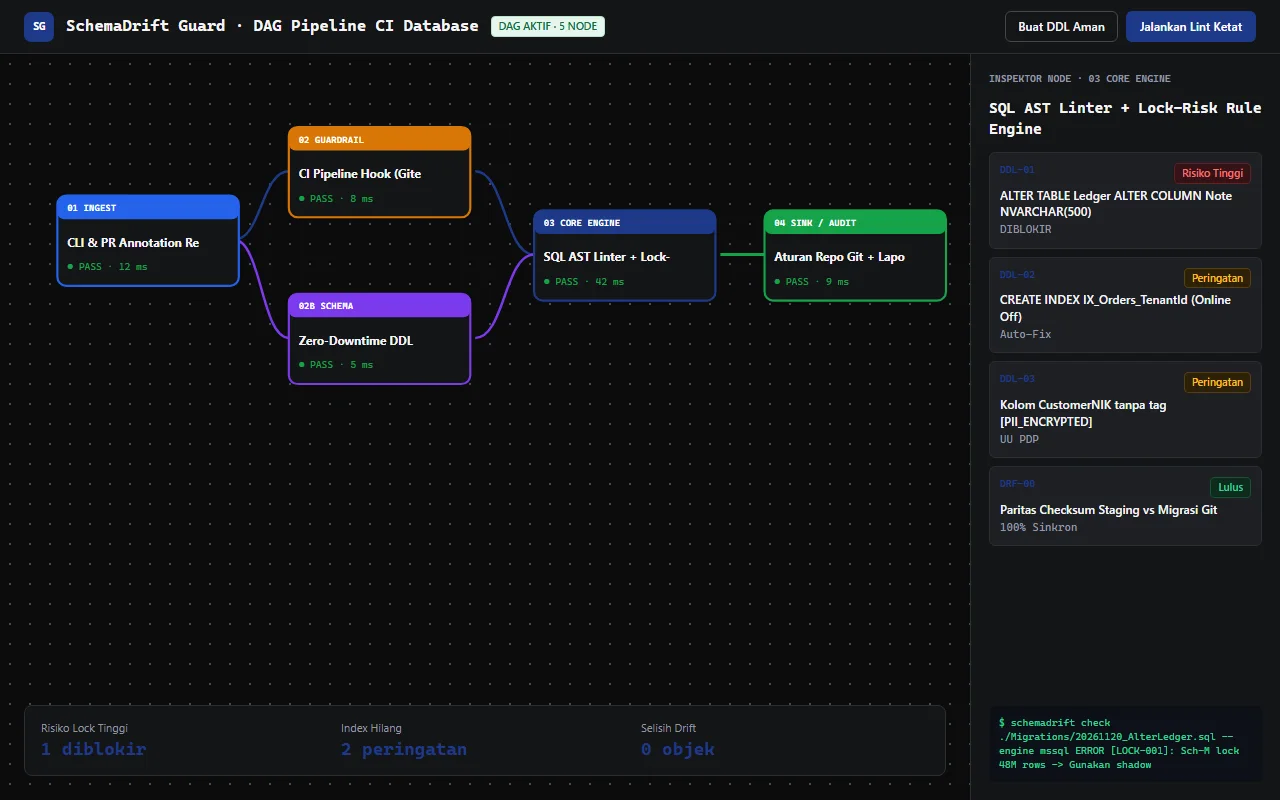 SG
SchemaDrift Guard · DAG Pipeline CI Database
DAG AKTIF · 5 NODE
Buat DDL Aman
Jalankan Lint Ketat
01 INGEST
CLI & PR Annotation Re
PASS · 12 ms
02 GUARDRAIL
CI Pipeline Hook (Gite
PASS · 8 ms
02B SCHEMA
Zero-Downtime DDL
PASS · 5 ms
03 CORE ENGINE
SQL AST Linter + Lock-
PASS · 42 ms
04 SINK / AUDIT
Aturan Repo Git + Lapo
PASS · 9 ms
Risiko Lock Tinggi
1 diblokir
Index Hilang
2 peringatan
Selisih Drift
0 objek
INSPEKTOR NODE · 03 CORE ENGINE
SQL AST Linter + Lock-Risk Rule
Engine
DDL-01
Risiko Tinggi
ALTER TABLE Ledger ALTER COLUMN Note
NVARCHAR(500)
DIBLOKIR
DDL-02
Peringatan
CREATE INDEX IX_Orders_TenantId (Online
Off)
Auto-Fix
DDL-03
Peringatan
Kolom CustomerNIK tanpa tag
[PII_ENCRYPTED]
UU PDP
DRF-00
Lulus
Paritas Checksum Staging vs Migrasi Git
100% Sinkron
$ schemadrift check
./Migrations/20261120_AlterLedger.sql --
engine mssql ERROR [LOCK-001]: Sch-M lock
48M rows -> Gunakan shadow